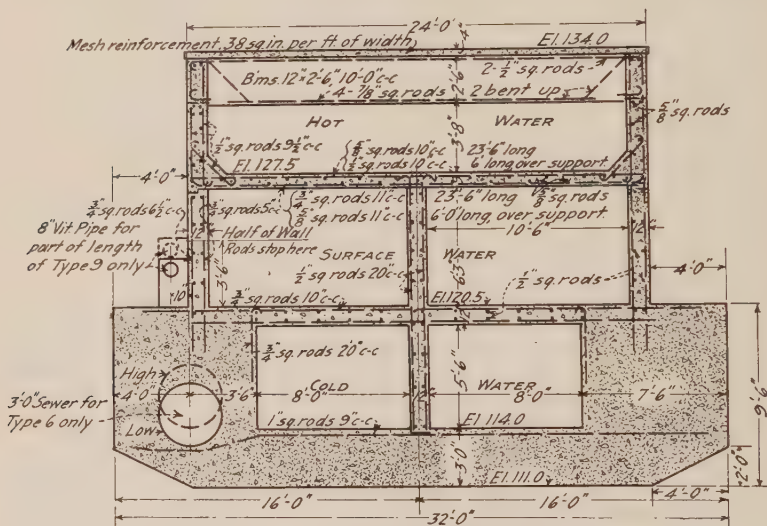 24'-0"
Mesh reinforcement, .38 sq.in. per ft. of width
El.134.0
4"
Bms. 12"×2'-6" 10'-0" c-c
2'-6"
2-½" sq. rods
4-⅞" sq. rods
2 bent up
⅝" sq. rods
HOT
WATER
3'-8"
½" sq. rods 9½" c-c
⅝" sq. rods 10" c-c
½" sq. rods 10" c-c
23'-6" long
6' long over support
El.127.5
4'-0"
¾" sq. rods 6½" c-c
¾" sq. rods 11" c-c
⅝" sq. rods 11" c-c
23'-6" long
6'-0" long, over support
sq. rods
12"
sq. rods 5" c-c
10'-6"
12"
8" Vit. Pipe for
part of length
of Type 9 only
Half of Wall
Rods stop here
3'-6"
SURFACE
WATER
6'-3"
½" sq. rods 20" c-c
½" sq. rods
4'-0"
10"
¾" sq. rods 10" c-c
El.120.5
12"
¾" sq. rods 20" c-c
High
4'-0"
3'-6"
COLD
8'-0"
12"
WATER
8'-0"
5'-6"
7'-6"
9'-6"
3'-0" Sewer for
Type 6 only
Low
1" sq. rods 9" c-c
El.114.0
3'-0"
El.111.0
2'-0"
4'-0"
16'-0"
16'-0"
32'-0"